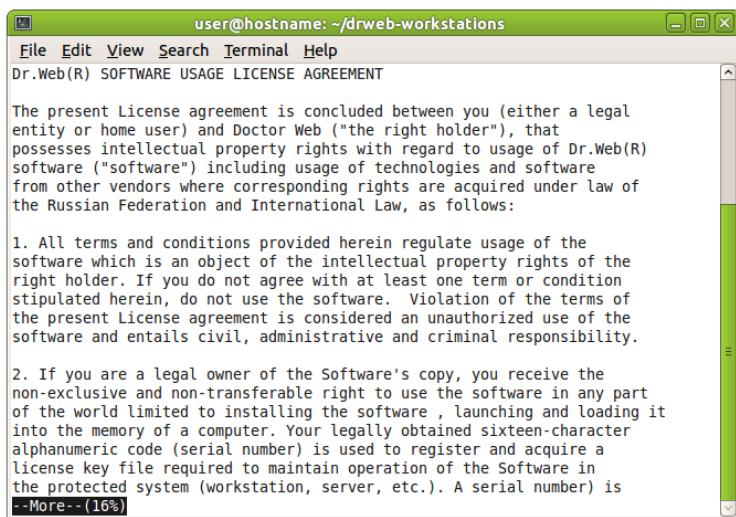 user@hostname: ~/drweb-workstations
File Edit View Search Terminal Help
Dr.Web(R) SOFTWARE USAGE LICENSE AGREEMENT
The present License agreement is concluded between you (either a legal
entity or home user) and Doctor Web ("the right holder"), that
possesses intellectual property rights with regard to usage of Dr.Web(R)
software ("software") including usage of technologies and software
from other vendors where corresponding rights are acquired under law of
the Russian Federation and International Law, as follows:
1. All terms and conditions provided herein regulate usage of the
software which is an object of the intellectual property rights of the
right holder. If you do not agree with at least one term or condition
stipulated herein, do not use the software.  Violation of the terms of
the present License agreement is considered an unauthorized use of the
software and entails civil, administrative and criminal responsibility.
2. If you are a legal owner of the Software's copy, you receive the
non-exclusive and non-transferable right to use the software in any part
of the world limited to installing the software , launching and loading it
into the memory of a computer. Your legally obtained sixteen-character
alphanumeric code (serial number) is used to register and acquire a
license key file required to maintain operation of the Software in
the protected system (workstation, server, etc.). A serial number) is
--More--(16%)